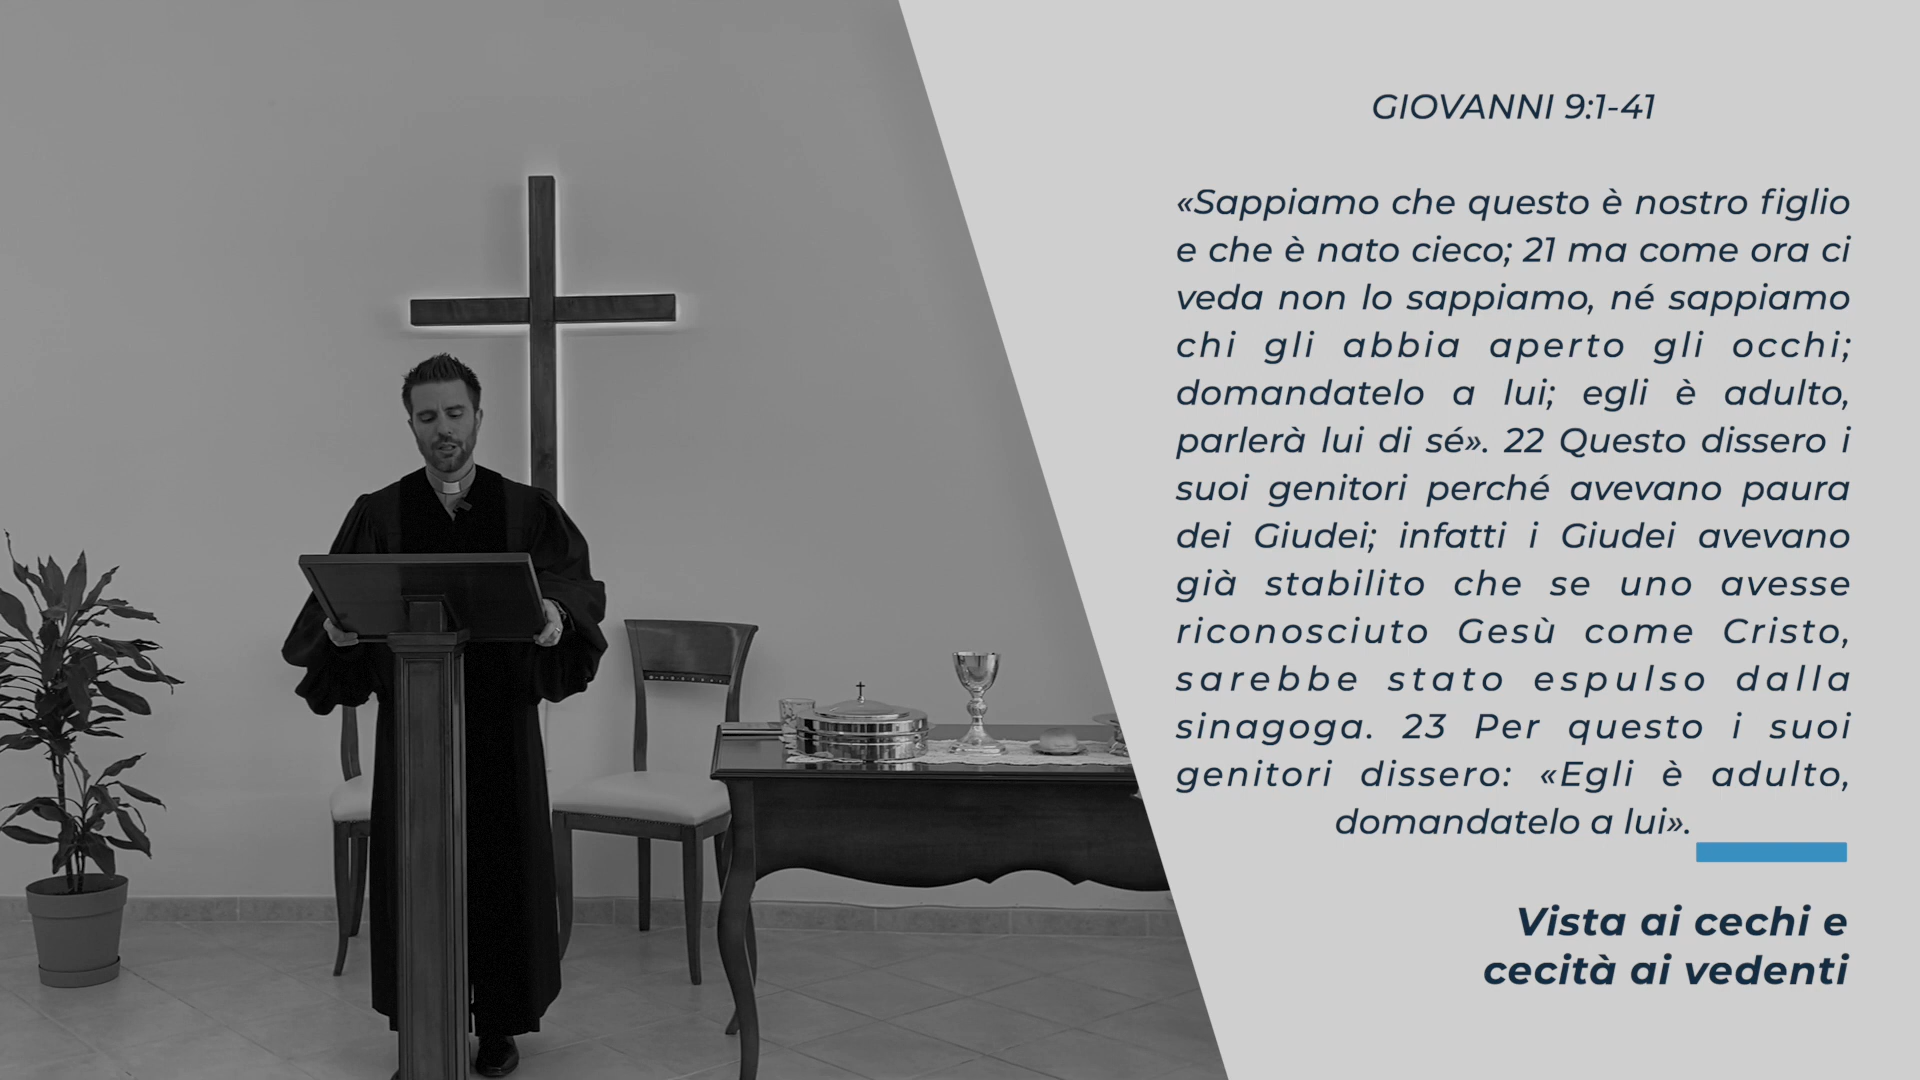 GIOVANNI 9:1-41
«Sappiamo che questo è nostro figlio
e che è nato cieco; 21 ma come ora ci
veda non lo sappiamo, né sappiamo
chi gli abbia aperto gli occhi;
domandatelo a lui; egli è adulto,
parlerà lui di sé». 22 Questo dissero i
suoi genitori perché avevano paura
dei Giudei; infatti i Giudei avevano
già stabilito che se uno avesse
riconosciuto Gesù come Cristo,
sarebbe stato espulso dalla
sinagoga. 23 Per questo i suoi
genitori dissero: «Egli è adulto,
domandatelo a lui».
Vista ai cechi e
cecità ai vedenti